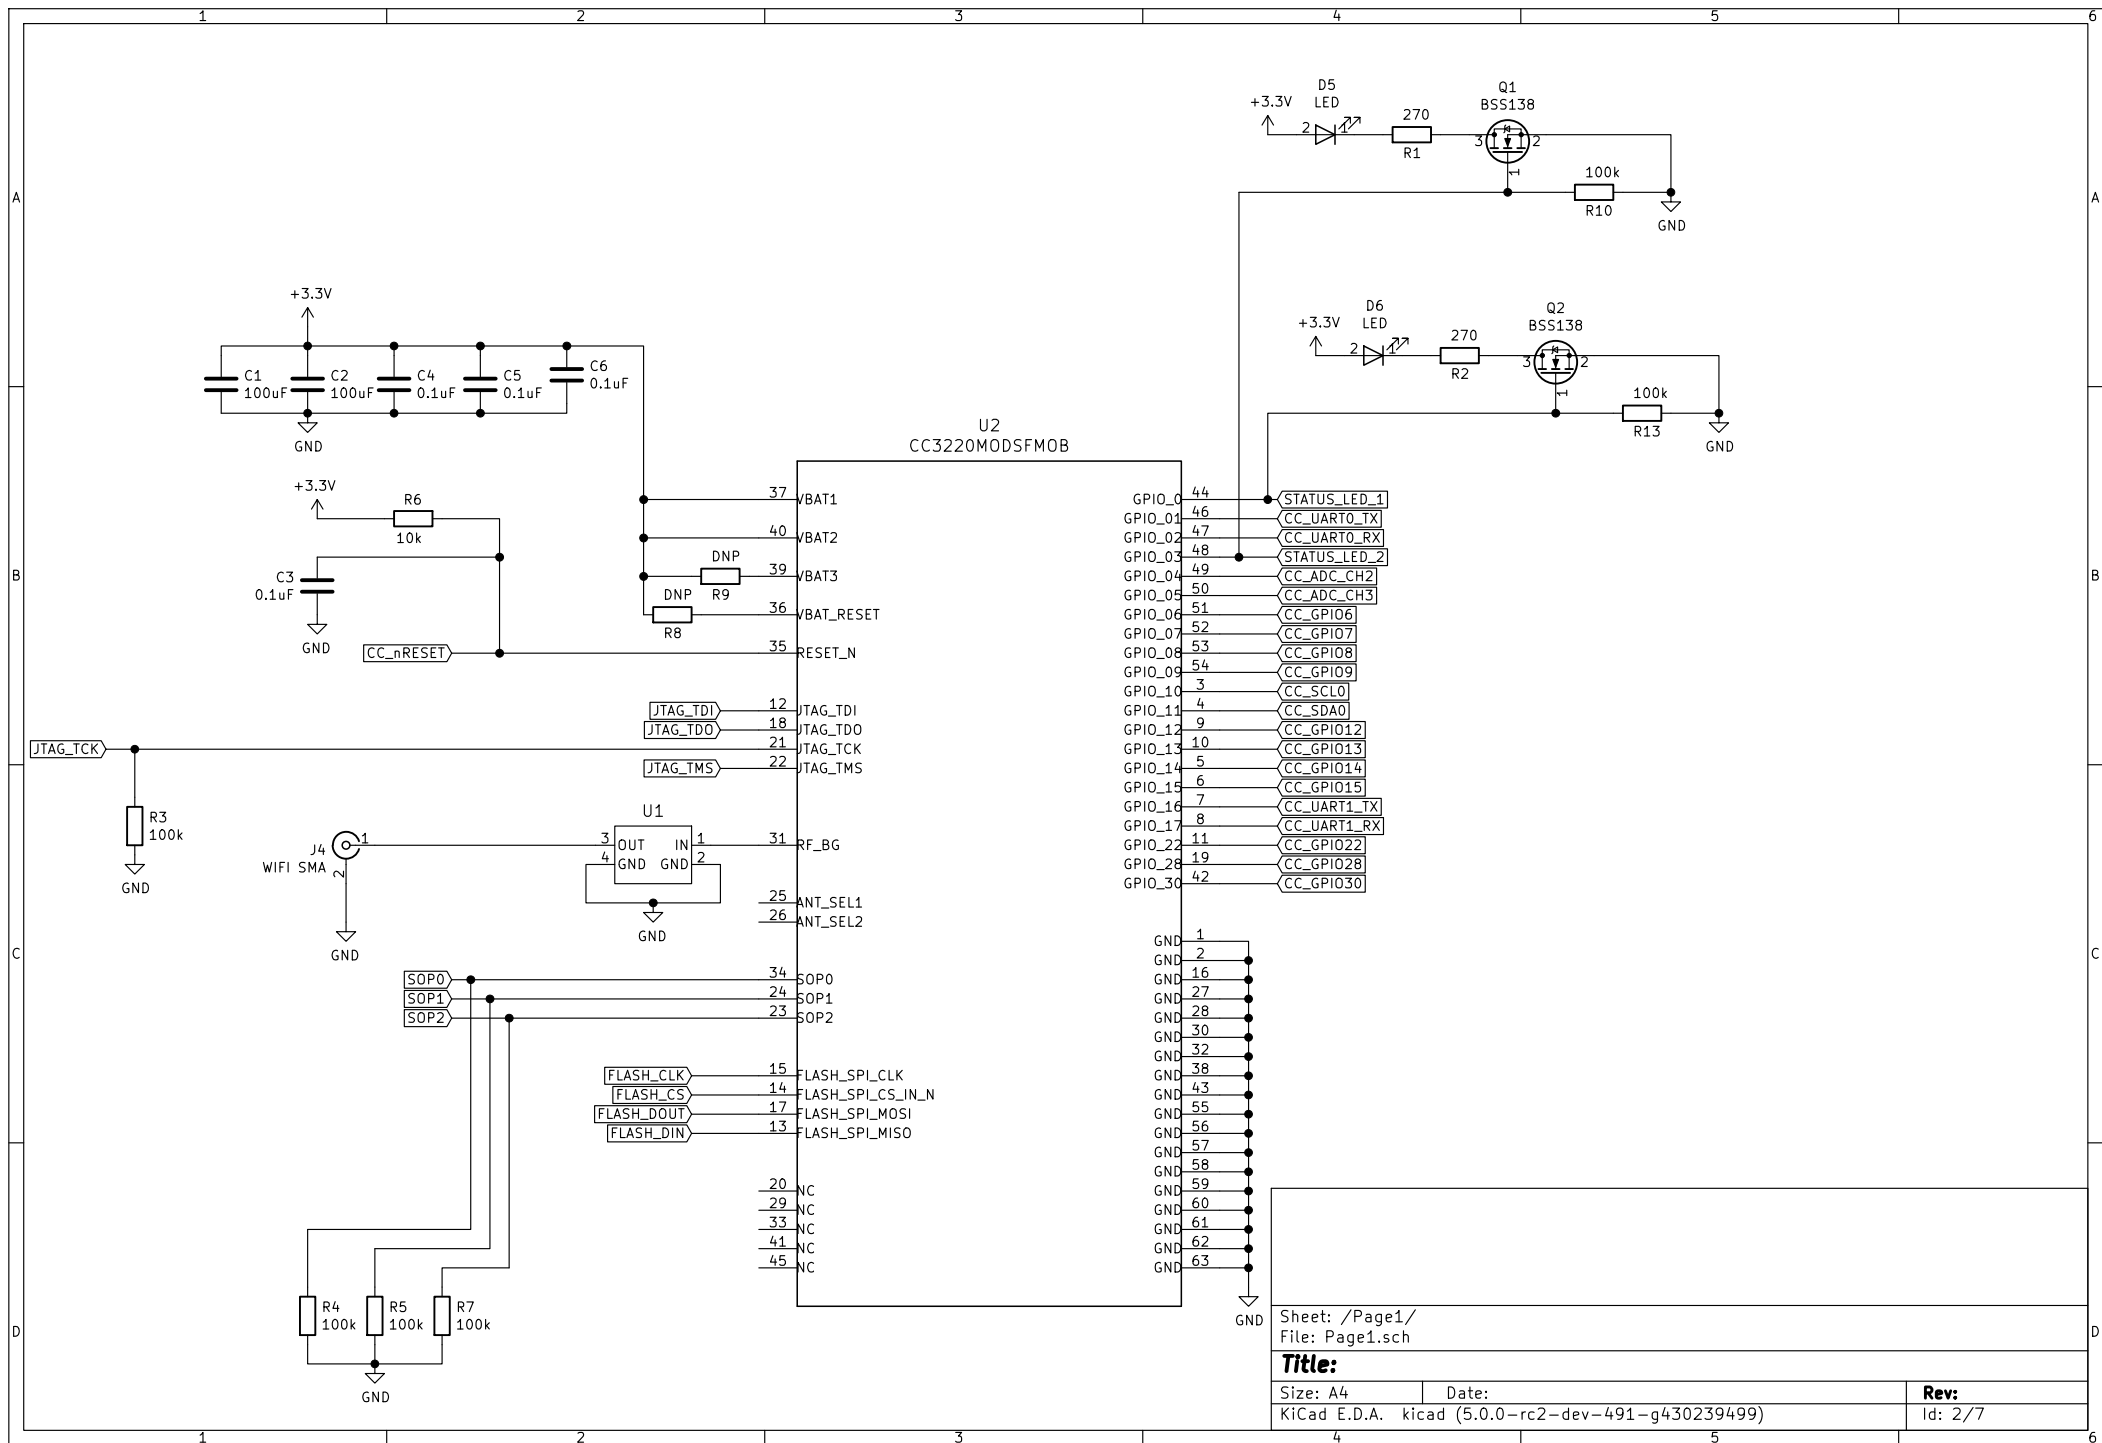 1 2 3 4 5 6
A
B
C
D
A
B
C
D
1 2 3 4 5 6
D5
LED
+3.3V
2
1
270
R1
Q1
BSS138
3
2
1
100k
R10
GND
D6
LED
+3.3V
2
1
270
R2
Q2
BSS138
3
2
1
100k
R13
GND
+3.3V
C1
100uF
C2
100uF
C4
0.1uF
C5
0.1uF
C6
0.1uF
GND
+3.3V
R6
10k
C3
0.1uF
GND
CC_nRESET
DNP
R9
DNP
R8
JTAG_TDI
JTAG_TDO
JTAG_TCK
JTAG_TMS
R3
100k
GND
J4
WIFI SMA
1
2
GND
U1
3 OUT
4 GND
IN 1
GND 2
GND
SOP0
SOP1
SOP2
FLASH_CLK
FLASH_CS
FLASH_DOUT
FLASH_DIN
R4
100k
R5
100k
R7
100k
GND
U2
CC3220MODSFMOB
37 VBAT1
40 VBAT2
39 VBAT3
36 VBAT_RESET
35 RESET_N
12 JTAG_TDI
18 JTAG_TDO
21 JTAG_TCK
22 JTAG_TMS
31 RF_BG
25 ANT_SEL1
26 ANT_SEL2
34 SOP0
24 SOP1
23 SOP2
15 FLASH_SPI_CLK
14 FLASH_SPI_CS_IN_N
17 FLASH_SPI_MOSI
13 FLASH_SPI_MISO
20 NC
29 NC
33 NC
41 NC
45 NC
GPIO_0 44 STATUS_LED_1
GPIO_01 46 CC_UART0_TX
GPIO_02 47 CC_UART0_RX
GPIO_03 48 STATUS_LED_2
GPIO_04 49 CC_ADC_CH2
GPIO_05 50 CC_ADC_CH3
GPIO_06 51 CC_GPIO6
GPIO_07 52 CC_GPIO7
GPIO_08 53 CC_GPIO8
GPIO_09 54 CC_GPIO9
GPIO_10 3 CC_SCL0
GPIO_11 4 CC_SDA0
GPIO_12 9 CC_GPIO12
GPIO_13 10 CC_GPIO13
GPIO_14 5 CC_GPIO14
GPIO_15 6 CC_GPIO15
GPIO_16 7 CC_UART1_TX
GPIO_17 8 CC_UART1_RX
GPIO_22 11 CC_GPIO22
GPIO_28 19 CC_GPIO28
GPIO_30 42 CC_GPIO30
GND 1
GND 2
GND 16
GND 27
GND 28
GND 30
GND 32
GND 38
GND 43
GND 55
GND 56
GND 57
GND 58
GND 59
GND 60
GND 61
GND 62
GND 63
GND
Sheet: /Page1/
File: Page1.sch
Title:
Size: A4 Date: Rev:
KiCad E.D.A. kicad (5.0.0-rc2-dev-491-g430239499) Id: 2/7